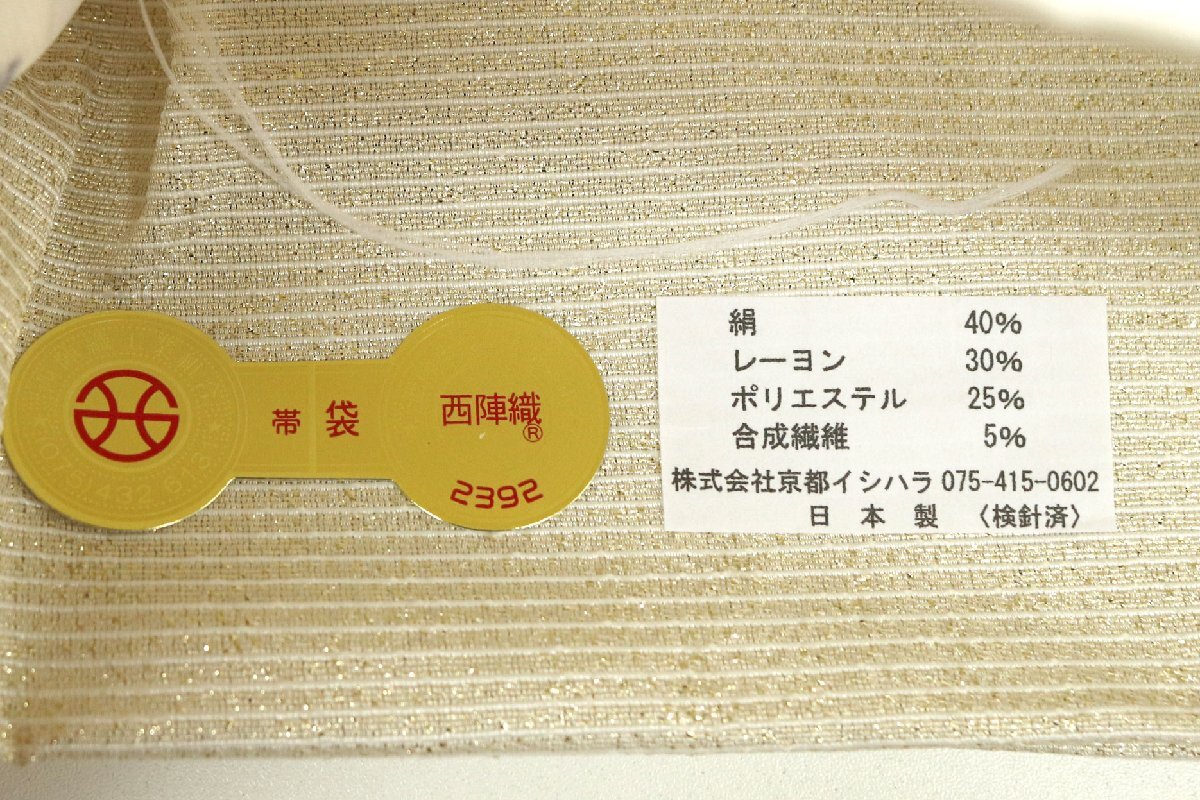 帯 袋
西陣織®
2392
絹 40%
レーヨン 30%
ポリエステル 25%
合成繊維 5%
株式会社京都イシハラ 075-415-0602
日本製 〈検針済〉